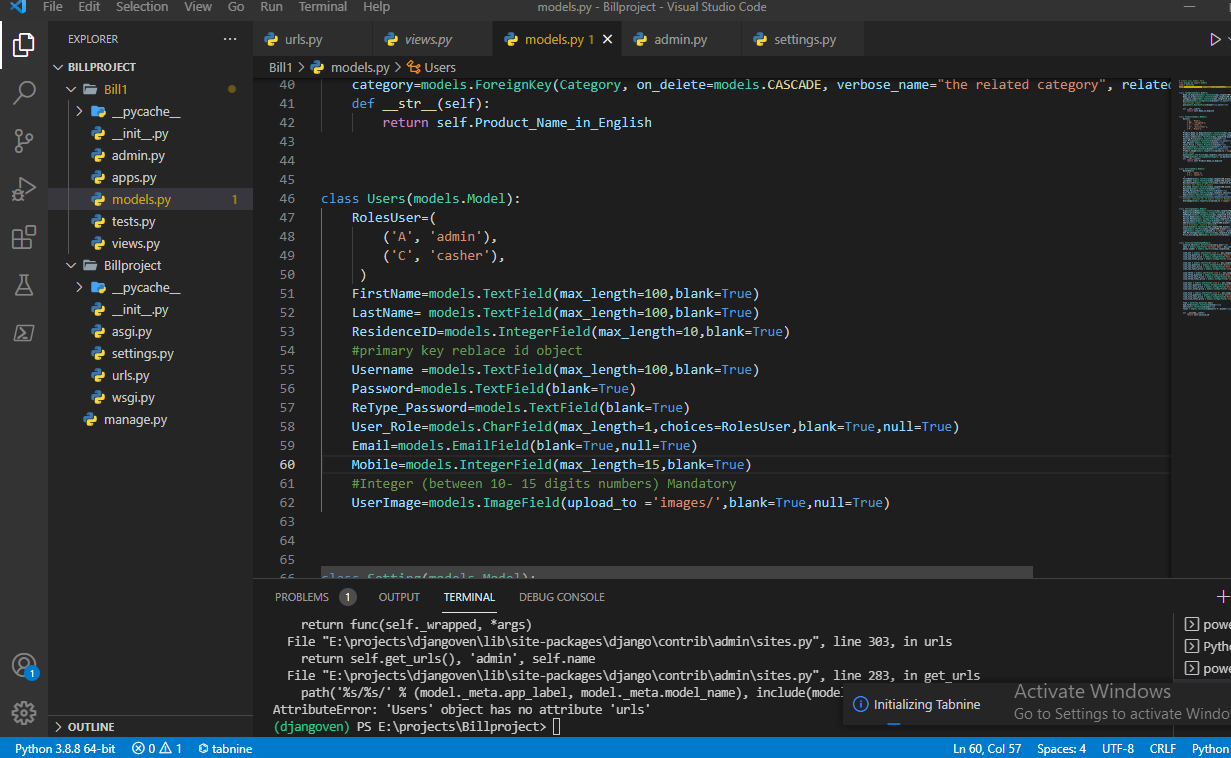 File Edit Selection View Go Run Terminal Help models.py - Billproject - Visual Studio Code
EXPLORER
urls.py views.py models.py 1 admin.py settings.py
BILLPROJECT
Bill1 > models.py > Users
Bill1
__pycache__
__init__.py
admin.py
apps.py
models.py 1
tests.py
views.py
Billproject
__pycache__
__init__.py
asgi.py
settings.py
urls.py
wsgi.py
manage.py
OUTLINE
40 category=models.ForeignKey(Category, on_delete=models.CASCADE, verbose_name="the related category", related
41 def __str__(self):
42 return self.Product_Name_in_English
43
44
45
46 class Users(models.Model):
47 RolesUser=(
48 ('A', 'admin'),
49 ('C', 'casher'),
50 )
51 FirstName=models.TextField(max_length=100,blank=True)
52 LastName= models.TextField(max_length=100,blank=True)
53 ResidenceID=models.IntegerField(max_length=10,blank=True)
54 #primary key reblace id object
55 Username =models.TextField(max_length=100,blank=True)
56 Password=models.TextField(blank=True)
57 ReType_Password=models.TextField(blank=True)
58 User_Role=models.CharField(max_length=1,choices=RolesUser,blank=True,null=True)
59 Email=models.EmailField(blank=True,null=True)
60 Mobile=models.IntegerField(max_length=15,blank=True)
61 #Integer (between 10- 15 digits numbers) Mandatory
62 UserImage=models.ImageField(upload_to ='images/',blank=True,null=True)
63
64
65
66 class Setting(models.Model):
PROBLEMS 1 OUTPUT TERMINAL DEBUG CONSOLE
return func(self._wrapped, *args)
File "E:\projects\djangoven\lib\site-packages\django\contrib\admin\sites.py", line 303, in urls
return self.get_urls(), 'admin', self.name
File "E:\projects\djangoven\lib\site-packages\django\contrib\admin\sites.py", line 283, in get_urls
path('%s/%s/' % (model._meta.app_label, model._meta.model_name), include(mode
AttributeError: 'Users' object has no attribute 'urls'
(djangoven) PS E:\projects\Billproject>
powe
Pytho
powe
Initializing Tabnine
Activate Windows
Go to Settings to activate Windo
1
Python 3.8.8 64-bit 0 1 tabnine Ln 60, Col 57 Spaces: 4 UTF-8 CRLF Python